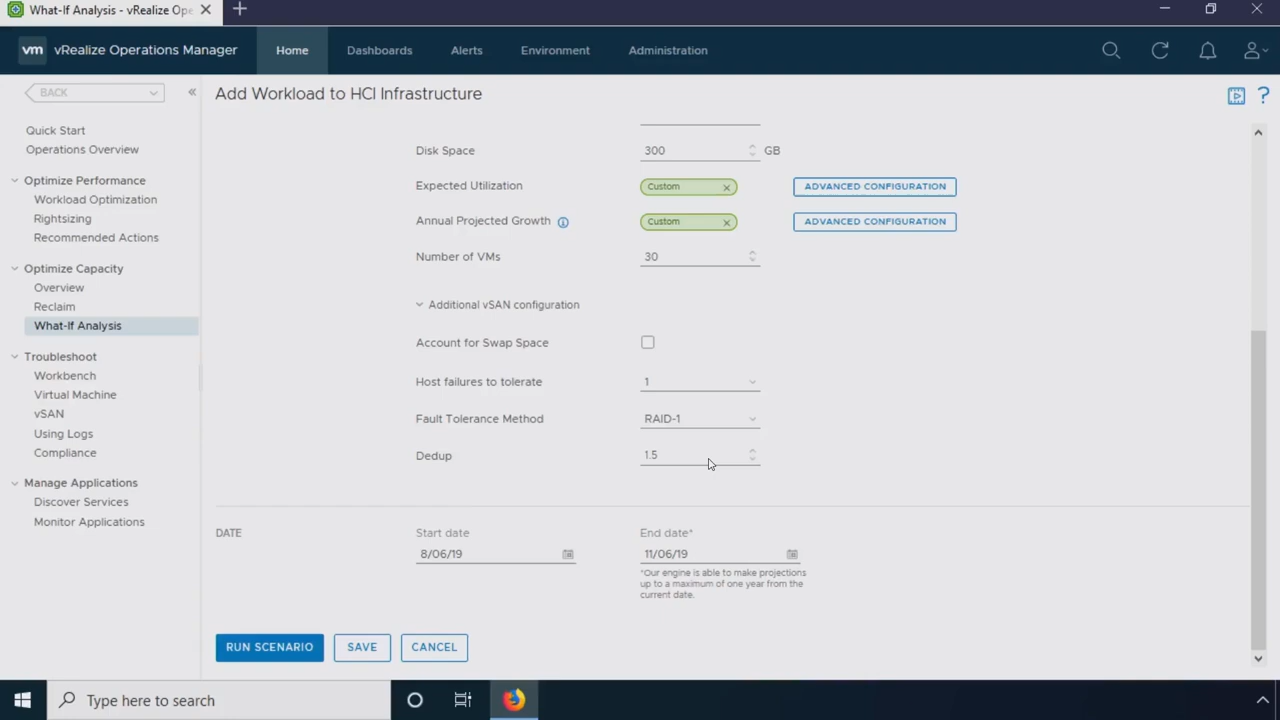 What-If Analysis - vRealize Ope
vm vRealize Operations Manager Home Dashboards Alerts Environment Administration
BACK
Add Workload to HCI Infrastructure
Quick Start
Operations Overview
Optimize Performance
Workload Optimization
Rightsizing
Recommended Actions
Optimize Capacity
Overview
Reclaim
What-If Analysis
Troubleshoot
Workbench
Virtual Machine
vSAN
Using Logs
Compliance
Manage Applications
Discover Services
Monitor Applications
Disk Space 300 GB
Expected Utilization Custom ADVANCED CONFIGURATION
Annual Projected Growth Custom ADVANCED CONFIGURATION
Number of VMs 30
Additional vSAN configuration
Account for Swap Space
Host failures to tolerate 1
Fault Tolerance Method RAID-1
Dedup 1.5
DATE Start date End date*
8/06/19 11/06/19
*Our engine is able to make projections
up to a maximum of one year from the
current date.
RUN SCENARIO SAVE CANCEL
Type here to search